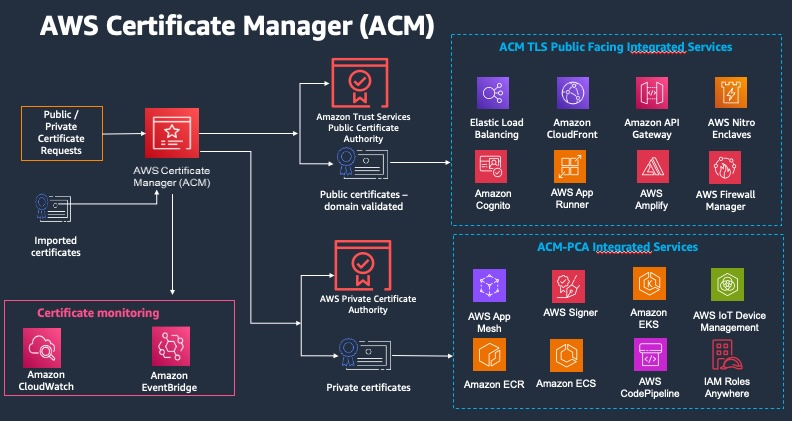 AWS Certificate Manager (ACM)
ACM TLS Public Facing Integrated Services
Elastic Load
Balancing
Amazon
CloudFront
Amazon API
Gateway
AWS Nitro
Enclaves
Amazon
Cognito
AWS App
Runner
AWS
Amplify
AWS Firewall
Manager
Public /
Private
Certificate
Requests
AWS Certificate
Manager (ACM)
Amazon Trust Services
Public Certificate
Authority
Public certificates –
domain validated
Imported
certificates
ACM-PCA Integrated Services
AWS App
Mesh
AWS Signer
Amazon
EKS
AWS IoT Device
Management
Amazon ECR
Amazon ECS
AWS
CodePipeline
IAM Roles
Anywhere
AWS Private Certificate
Authority
Private certificates
Certificate monitoring
Amazon
CloudWatch
Amazon
EventBridge